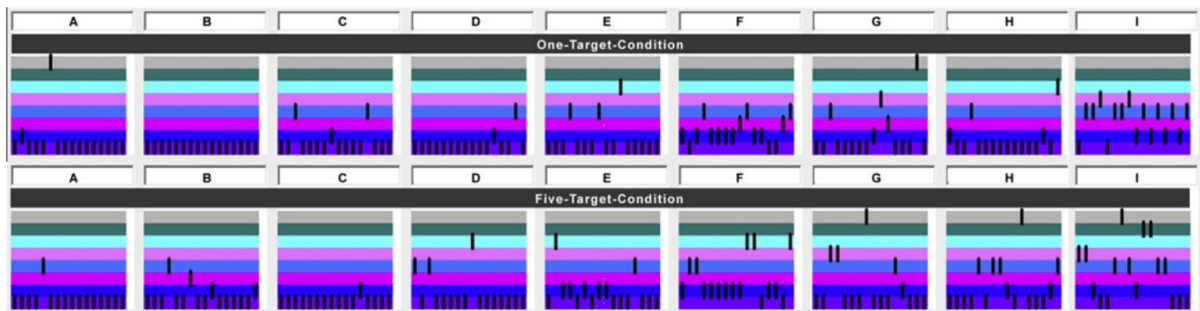 A B C D E F G H I
One-Target-Condition
A B C D E F G H I
Five-Target-Condition